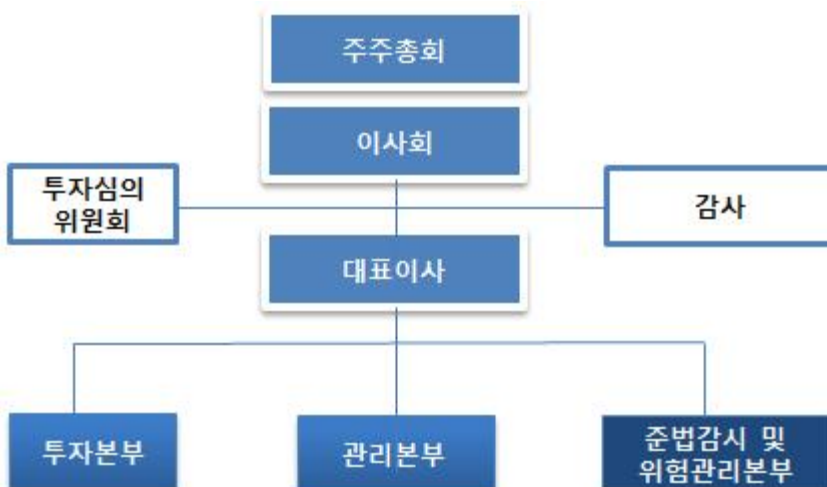 주주총회
이사회
투자심의
위원회
감사
대표이사
투자본부
관리본부
준법감시 및
위험관리본부